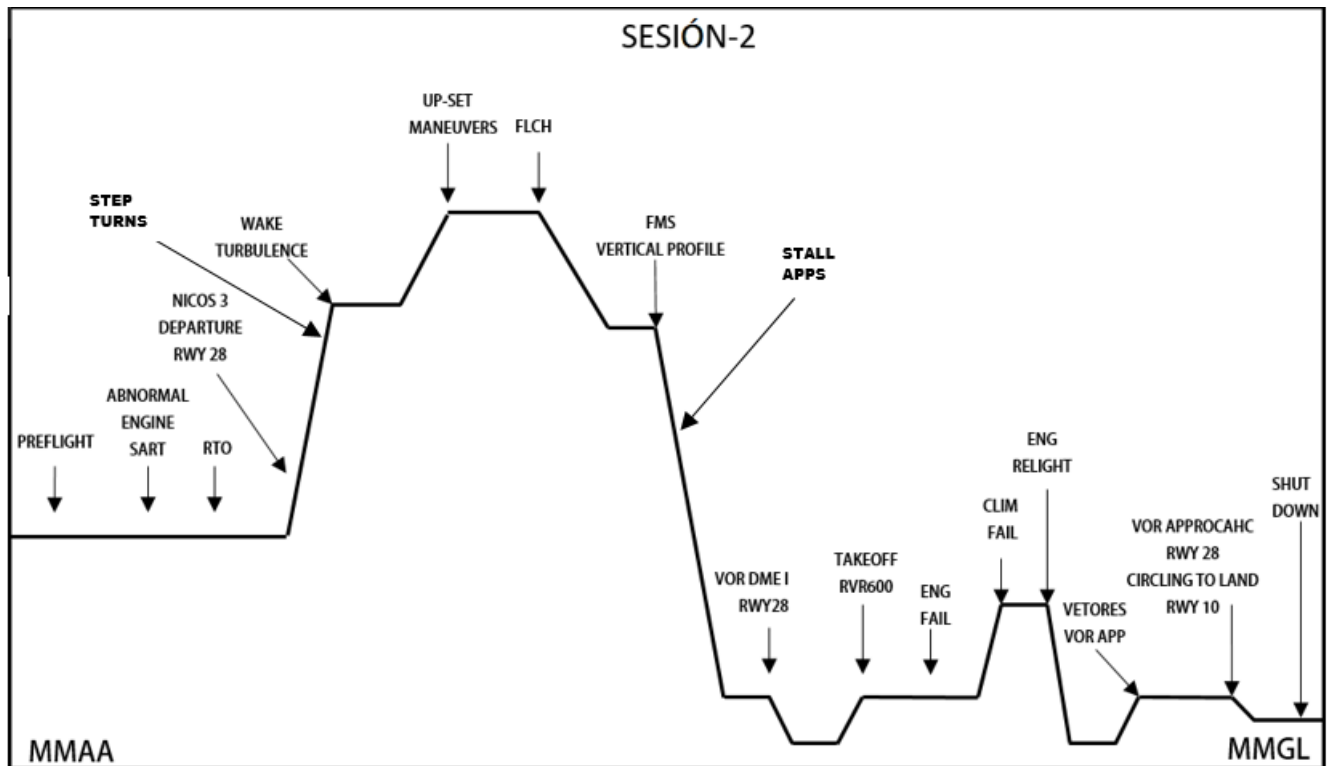 SESIÓN-2
UP-SET
MANEUVERS
FLCH
STEP
TURNS
WAKE
TURBULENCE
FMS
VERTICAL PROFILE
STALL
APPS
NICOS 3
DEPARTURE
RWY 28
PREFLIGHT
ABNORMAL
ENGINE
SART
RTO
VOR DME I
RWY28
TAKEOFF
RVR600
ENG
FAIL
CLIM
FAIL
ENG
RELIGHT
VETORES
VOR APP
VOR APPROCAHC
RWY 28
CIRCLING TO LAND
RWY 10
SHUT
DOWN
MMAA
MMGL